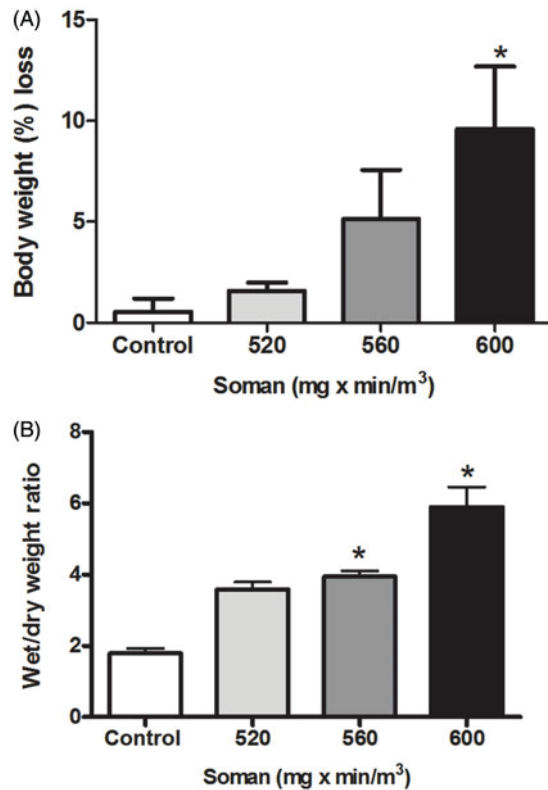 (A)
Body weight (%) loss
15
10
5
0
*
Control 520 560 600
Soman (mg x min/m³)
(B)
Wet/dry weight ratio
8
6
4
2
0
* *
Control 520 560 600
Soman (mg x min/m³)